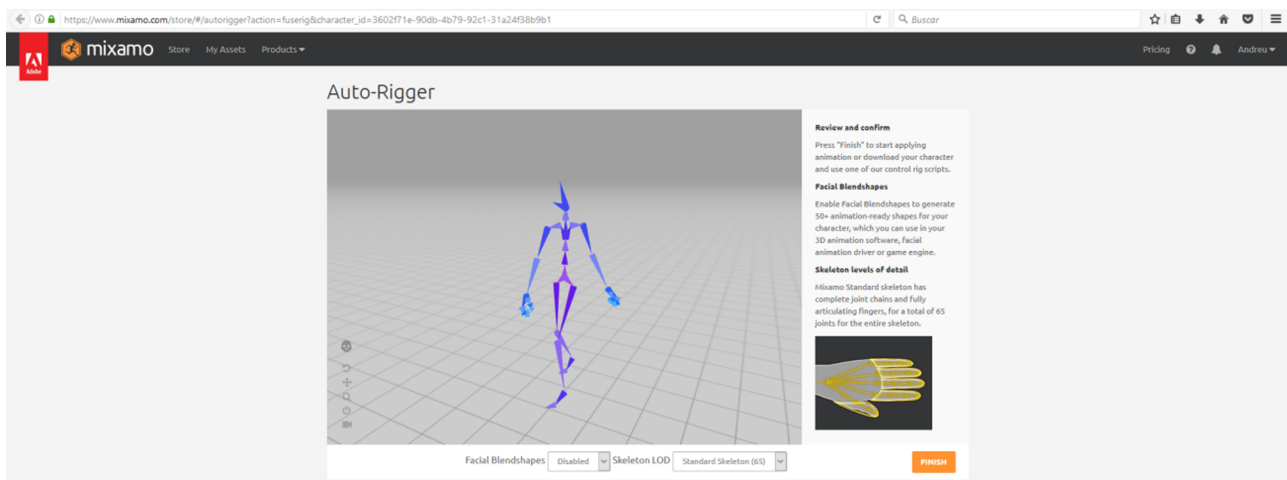 https://www.mixamo.com/store/#/autorigger?action=fuserig&character_id=3602f71e-90db-4b79-92c1-31a24f38b9b1
Buscar
Adobe
mixamo Store My Assets Products
Pricing Andreu
Auto-Rigger
Review and confirm
Press "Finish" to start applying
animation or download your character
and use one of our control rig scripts.
Facial Blendshapes
Enable Facial Blendshapes to generate
50+ animation-ready shapes for your
character, which you can use in your
3D animation software, facial
animation driver or game engine.
Skeleton levels of detail
Mixamo Standard skeleton has
complete joint chains and fully
articulating fingers, for a total of 65
joints for the entire skeleton.
Facial Blendshapes Disabled Skeleton LOD Standard Skeleton (65)
FINISH